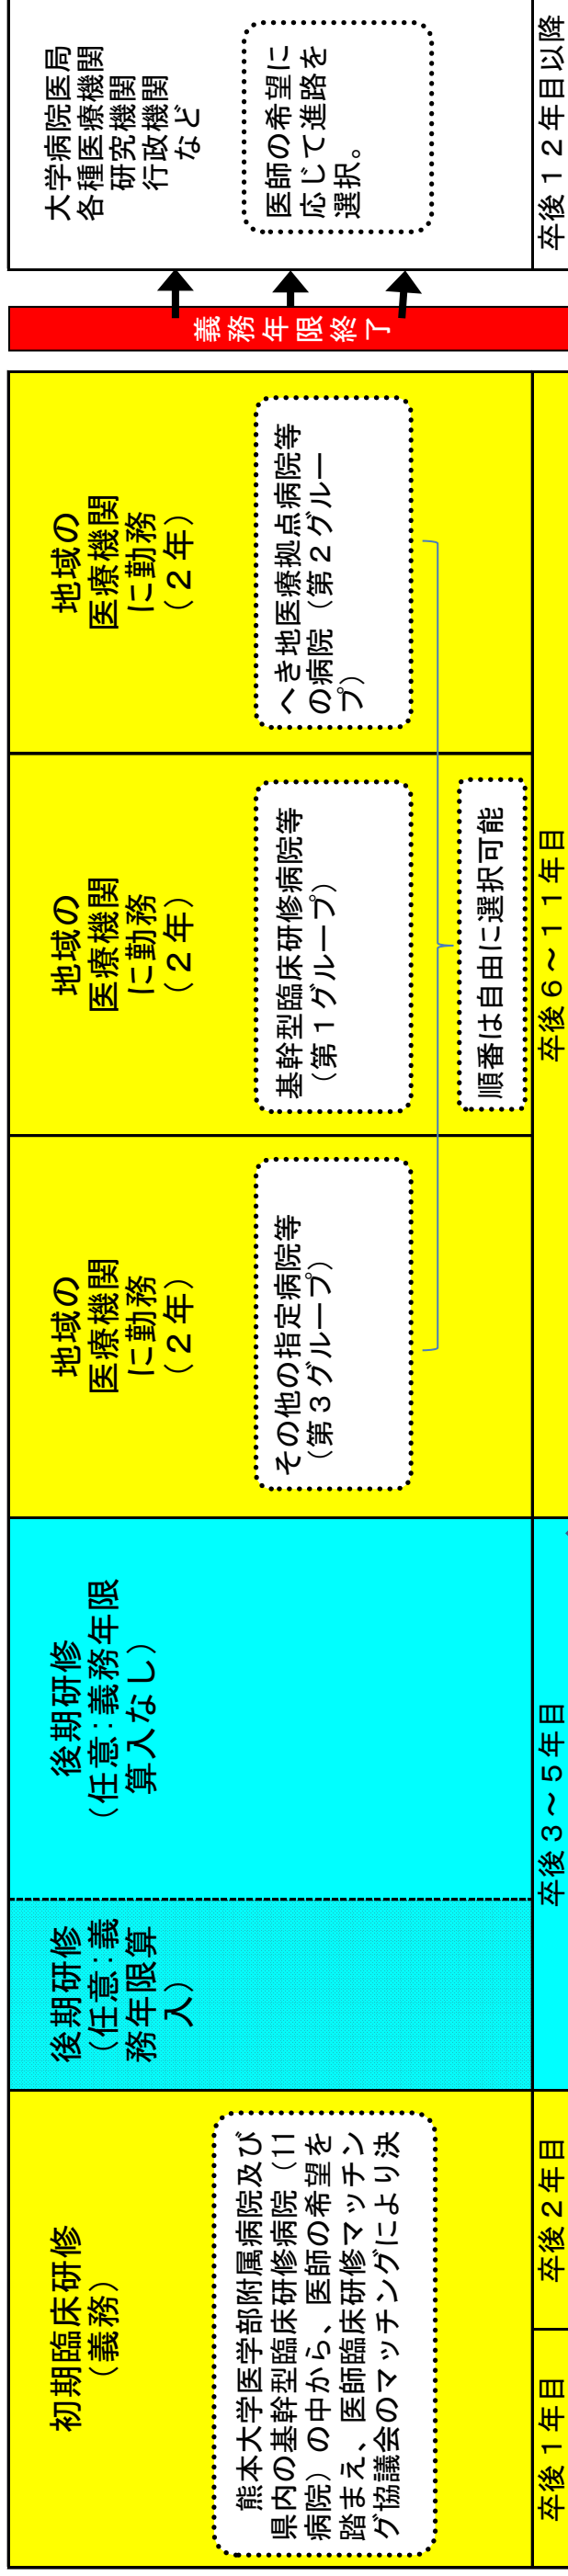 初期臨床研修
（義務）
熊本大学医学部附属病院及び
県内の基幹型臨床研修病院（11
病院）の中から、医師の希望を
踏まえ、医師臨床研修マッチン
グ協議会のマッチングにより決
卒後１年目
卒後２年目
後期研修
（任意：義
務年限算
入）
後期研修
（任意：義務年限
算入なし）
卒後３～５年目
地域の
医療機関
に勤務
（２年）
その他の指定病院等
（第３グループ）
地域の
医療機関
に勤務
（２年）
基幹型臨床研修病院等
（第１グループ）
地域の
医療機関
に勤務
（２年）
へき地医療拠点病院等
の病院（第２グルー
プ）
順番は自由に選択可能
卒後６～１１年目
義務年限終了
大学病院医局
各種医療機関
研究機関
行政機関
など
医師の希望に
応じて進路を
選択。
卒後１２年目以降